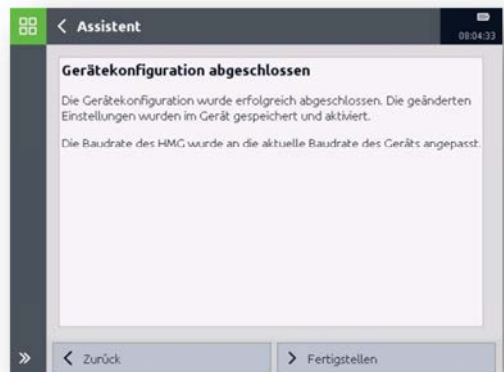 Assistent
08:04:33
Gerätekonfiguration abgeschlossen
Die Gerätekonfiguration wurde erfolgreich abgeschlossen. Die geänderten
Einstellungen wurden im Gerät gespeichert und aktiviert.
Die Baudrate des HMG wurde an die aktuelle Baudrate des Geräts angepasst.
Zurück
Fertigstellen